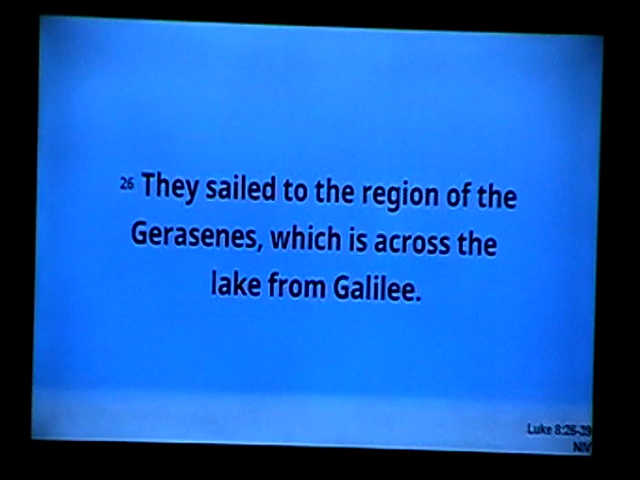 26 They sailed to the region of the
Gerasenes, which is across the
lake from Galilee.
Luke 8:26-39
NIV